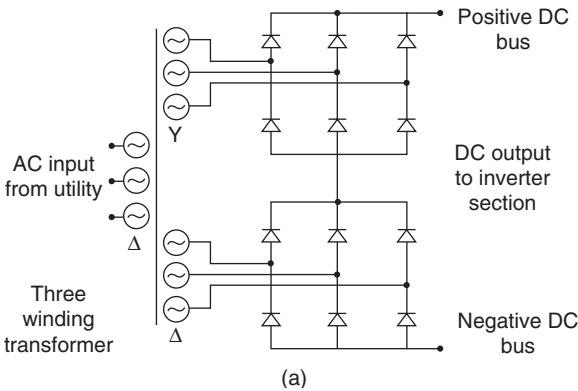 Positive DC
bus
Y
AC input
from utility
Δ
DC output
to inverter
section
Three
winding
transformer
Δ
Negative DC
bus
(a)